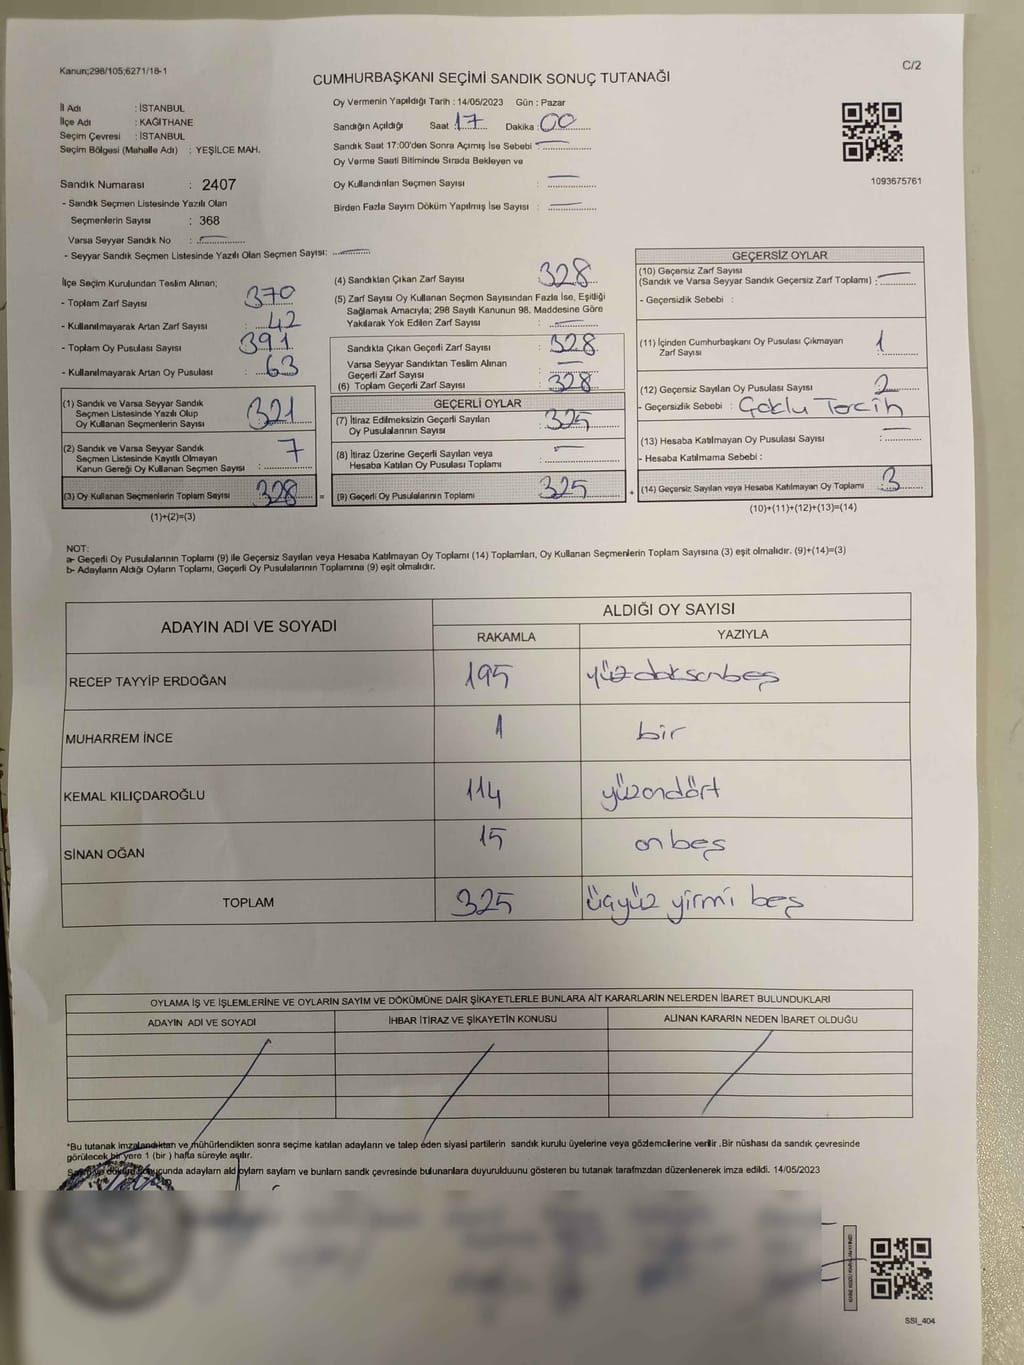 Kanun;298/105;6271/18-1
C/2
CUMHURBAŞKANI SEÇİMİ SANDIK SONUÇ TUTANAĞI
İl Adı : İSTANBUL
İlçe Adı : KAĞITHANE
Seçim Çevresi : İSTANBUL
Seçim Bölgesi (Mahalle Adı) : YEŞİLCE MAH.
Sandık Numarası : 2407
- Sandık Seçmen Listesinde Yazılı Olan
Seçmenlerin Sayısı : 368
Varsa Seyyar Sandık No :
- Seyyar Sandık Seçmen Listesinde Yazılı Olan Seçmen Sayısı:
Oy Vermenin Yapıldığı Tarih : 14/05/2023 Gün : Pazar
Sandığın Açıldığı Saat : 17 Dakika : 00
Sandık Saat 17:00'den Sonra Açımış İse Sebebi
Oy Verme Saati Bitiminde Sırada Bekleyen ve
Oy Kullandırılan Seçmen Sayısı :
Birden Fazla Sayım Döküm Yapılmış İse Sayısı :
1093675761
İlçe Seçim Kurulundan Teslim Alınan;
- Toplam Zarf Sayısı : 370
- Kullanılmayarak Artan Zarf Sayısı : 42
- Toplam Oy Pusulası Sayısı : 391
- Kullanılmayarak Artan Oy Pusulası : 63
(1) Sandık ve Varsa Seyyar Sandık
Seçmen Listesinde Yazılı Olup
Oy Kullanan Seçmenlerin Sayısı : 321
(2) Sandık ve Varsa Seyyar Sandık
Seçmen Listesinde Kayıtlı Olmayan
Kanun Gereği Oy Kullanan Seçmen Sayısı : 7
(3) Oy Kullanan Seçmenlerin Toplam Sayısı : 328
(1)+(2)=(3)
(4) Sandıktan Çıkan Zarf Sayısı : 328
(5) Zarf Sayısı Oy Kullanan Seçmen Sayısından Fazla İse, Eşitliği
Sağlamak Amacıyla; 298 Sayılı Kanunun 98. Maddesine Göre
Yakılarak Yok Edilen Zarf Sayısı :
Sandıkta Çıkan Geçerli Zarf Sayısı : 328
Varsa Seyyar Sandıktan Teslim Alınan
Geçerli Zarf Sayısı :
(6) Toplam Geçerli Zarf Sayısı : 328
GEÇERLİ OYLAR
(7) İtiraz Edilmeksizin Geçerli Sayılan
Oy Pusulalarının Sayısı : 325
(8) İtiraz Üzerine Geçerli Sayılan veya
Hesaba Katılan Oy Pusulası Toplamı :
= (9) Geçerli Oy Pusulalarının Toplamı : 325
GEÇERSİZ OYLAR
(10) Geçersiz Zarf Sayısı
(Sandık ve Varsa Seyyar Sandık Geçersiz Zarf Toplamı) :
- Geçersizlik Sebebi :
(11) İçinden Cumhurbaşkanı Oy Pusulası Çıkmayan
Zarf Sayısı : 1
(12) Geçersiz Sayılan Oy Pusulası Sayısı : 2
- Geçersizlik Sebebi : Çoklu Tercih
(13) Hesaba Katılmayan Oy Pusulası Sayısı :
- Hesaba Katılmama Sebebi :
+ (14) Geçersiz Sayılan veya Hesaba Katılmayan Oy Toplamı : 3
(10)+(11)+(12)+(13)=(14)
NOT:
a- Geçerli Oy Pusulalarının Toplamı (9) ile Geçersiz Sayılan veya Hesaba Katılmayan Oy Toplamı (14) Toplamları, Oy Kullanan Seçmenlerin Toplam Sayısına (3) eşit olmalıdır. (9)+(14)=(3)
b- Adayların Aldığı Oyların Toplamı, Geçerli Oy Pusulalarının Toplamına (9) eşit olmalıdır.
ADAYIN ADI VE SOYADI
ALDIĞI OY SAYISI
RAKAMLA YAZIYLA
RECEP TAYYİP ERDOĞAN 195 yüzdoksanbeş
MUHARREM İNCE 1 bir
KEMAL KILIÇDAROĞLU 114 yüzondört
SİNAN OĞAN 15 on beş
TOPLAM 325 üçyüz yirmi beş
OYLAMA İŞ VE İŞLEMLERİNE VE OYLARIN SAYIM VE DÖKÜMÜNE DAİR ŞİKAYETLERLE BUNLARA AİT KARARLARIN NELERDEN İBARET BULUNDUKLARI
ADAYIN ADI VE SOYADI İHBAR İTİRAZ VE ŞİKAYETİN KONUSU ALINAN KARARIN NEDEN İBARET OLDUĞU
*Bu tutanak imzalandıktan ve mühürlendikten sonra seçime katılan adayların ve talep eden siyasi partilerin sandık kurulu üyelerine veya gözlemcilerine verilir .Bir nüshası da sandık çevresinde
görülecek bir yere 1 (bir ) hafta süreyle asılır.
adayların ald oylarn saylarn ve bunların sandk çevresinde bulunanlara duyurulduunu gösteren bu tutanak tarafmzdan düzenlenerek imza edildi. 14/05/2023
SSI_404